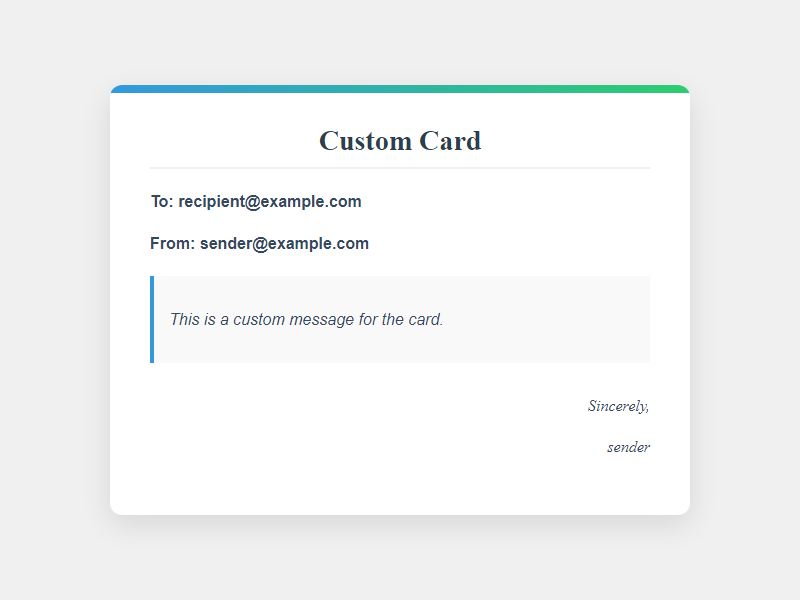 Custom Card
To: recipient@example.com
From: sender@example.com
This is a custom message for the card.
Sincerely,
sender